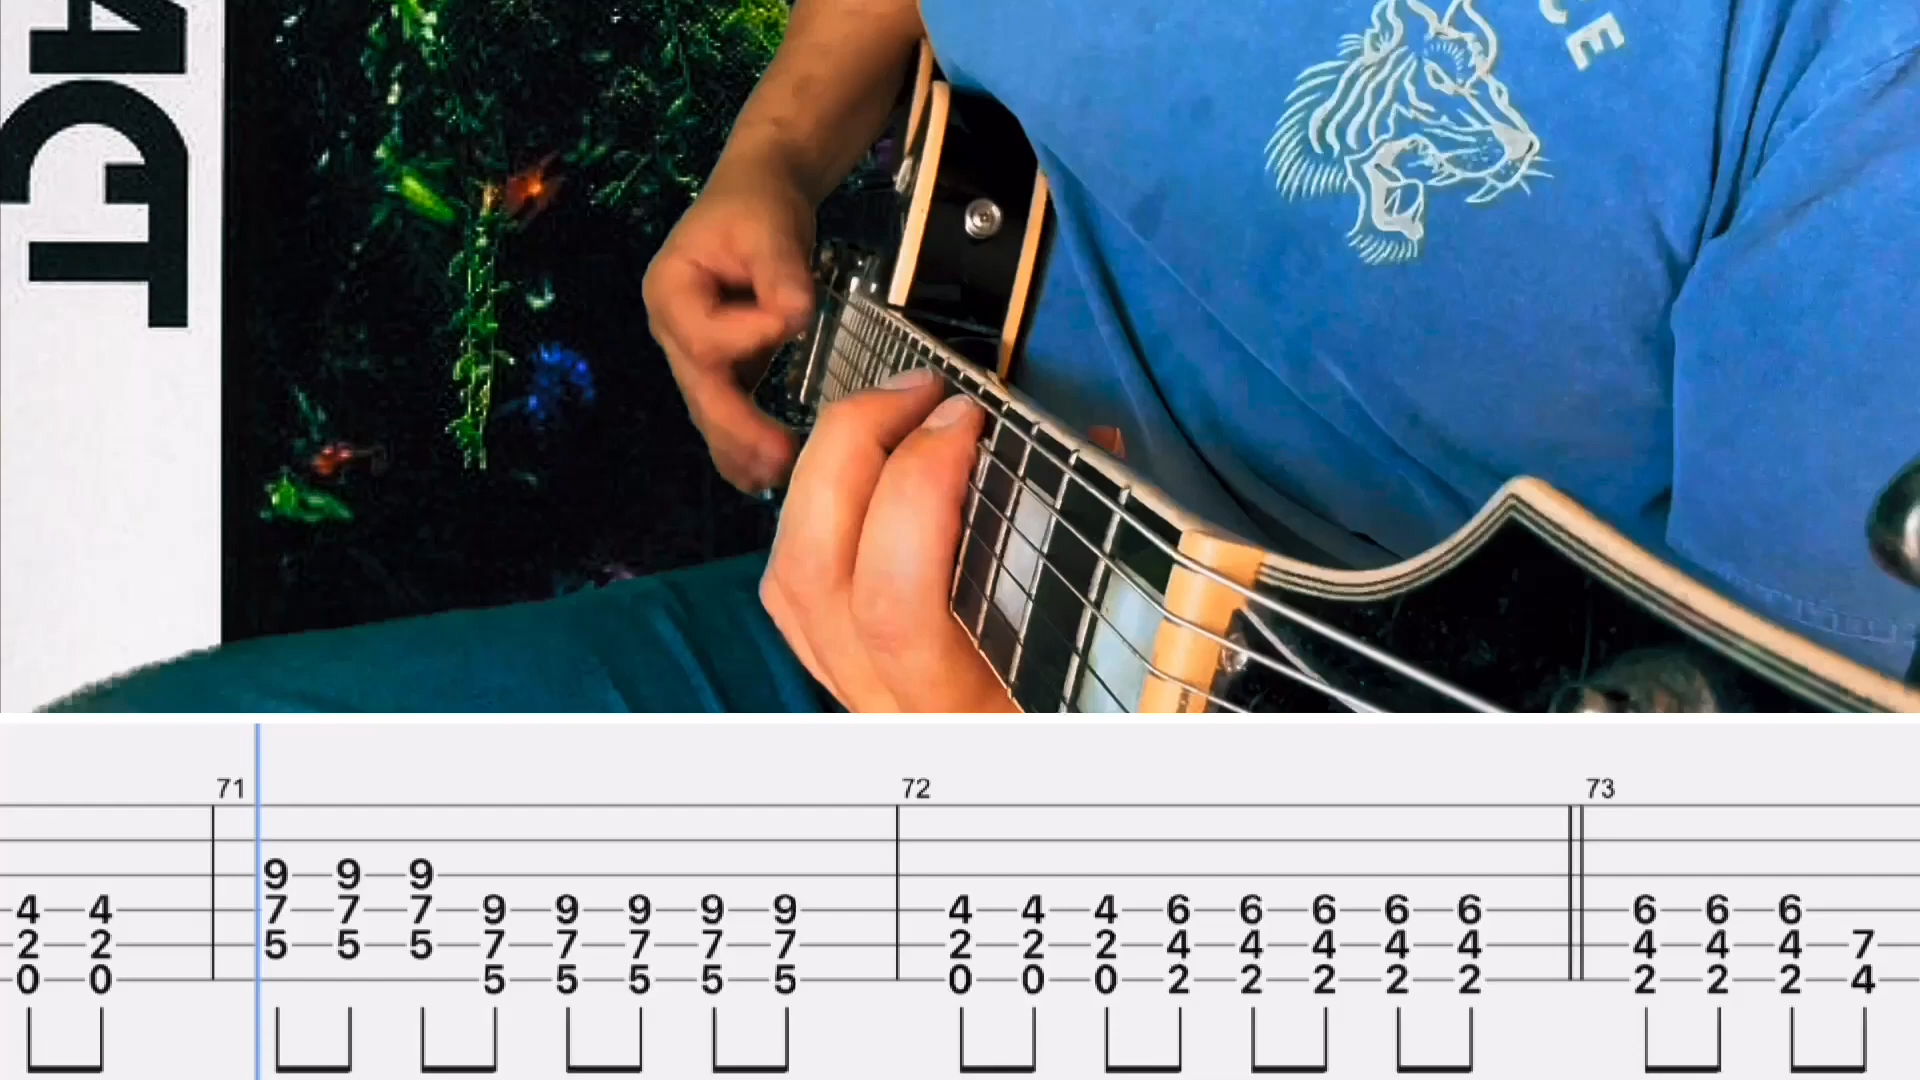 ACT
CE
71 72 73
9 9 9
4 4 7 7 7 9 9 9 9 9 4 4 4 6 6 6 6 6 6 6 6
2 2 5 5 5 7 7 7 7 7 2 2 2 4 4 4 4 4 4 4 4 7
0 0 5 5 5 5 5 0 0 0 2 2 2 2 2 2 2 2 4